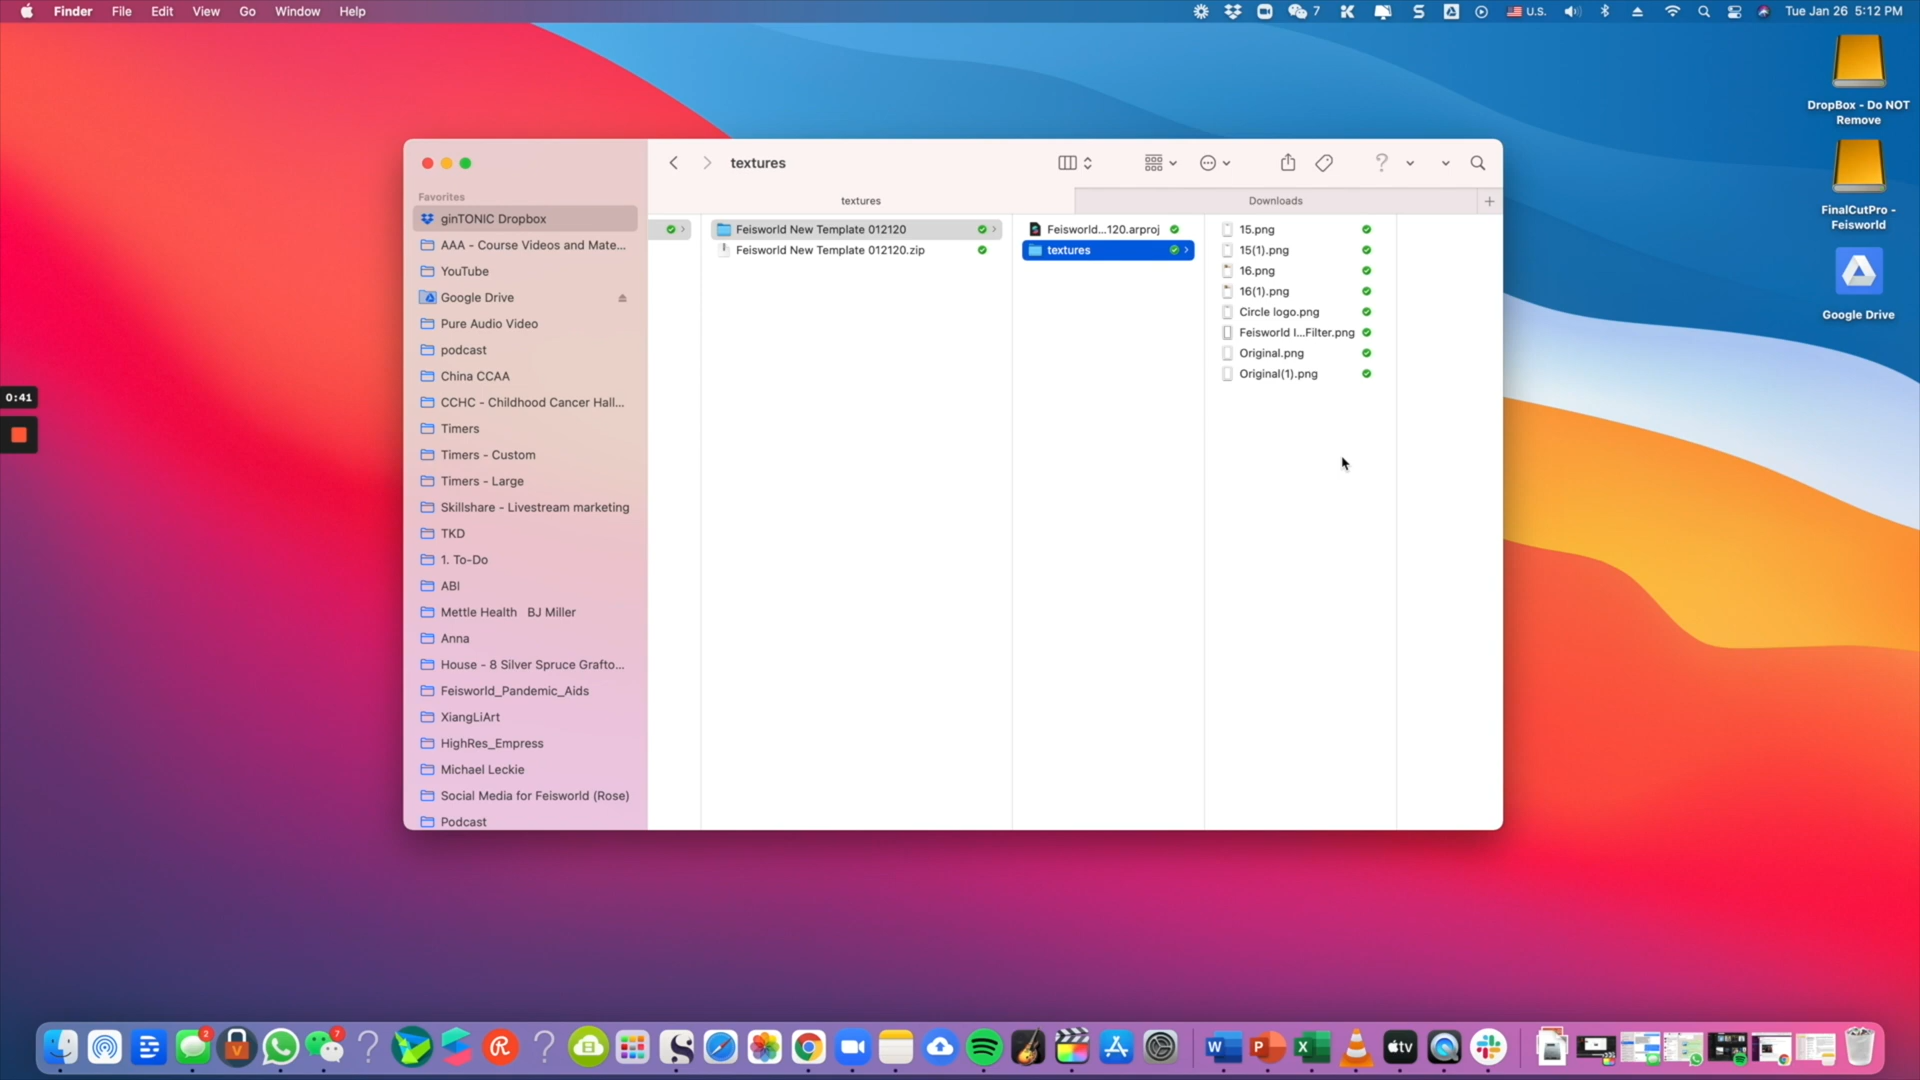 Finder File Edit View Go Window Help
7 U.S. Tue Jan 26 5:12 PM
DropBox - Do NOT
Remove
FinalCutPro -
Feisworld
Google Drive
0:41
textures
textures
Downloads
Favorites
ginTONIC Dropbox
AAA - Course Videos and Mate...
YouTube
Google Drive
Pure Audio Video
podcast
China CCAA
CCHC - Childhood Cancer Hall...
Timers
Timers - Custom
Timers - Large
Skillshare - Livestream marketing
TKD
1. To-Do
ABI
Mettle Health BJ Miller
Anna
House - 8 Silver Spruce Grafto...
Feisworld_Pandemic_Aids
XiangLiArt
HighRes_Empress
Michael Leckie
Social Media for Feisworld (Rose)
Podcast
Feisworld New Template 012120
Feisworld New Template 012120.zip
Feisworld...120.arproj
textures
15.png
15(1).png
16.png
16(1).png
Circle logo.png
Feisworld I...Filter.png
Original.png
Original(1).png
2
7
tv